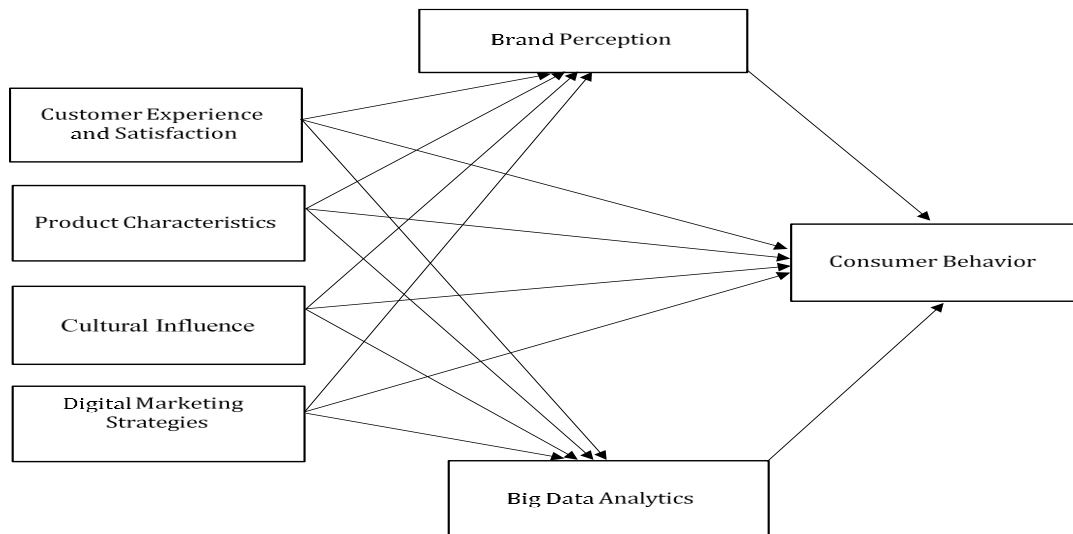 Brand Perception
Customer Experience
and Satisfaction
Product Characteristics
Consumer Behavior
Cultural Influence
Digital Marketing
Strategies
Big Data Analytics